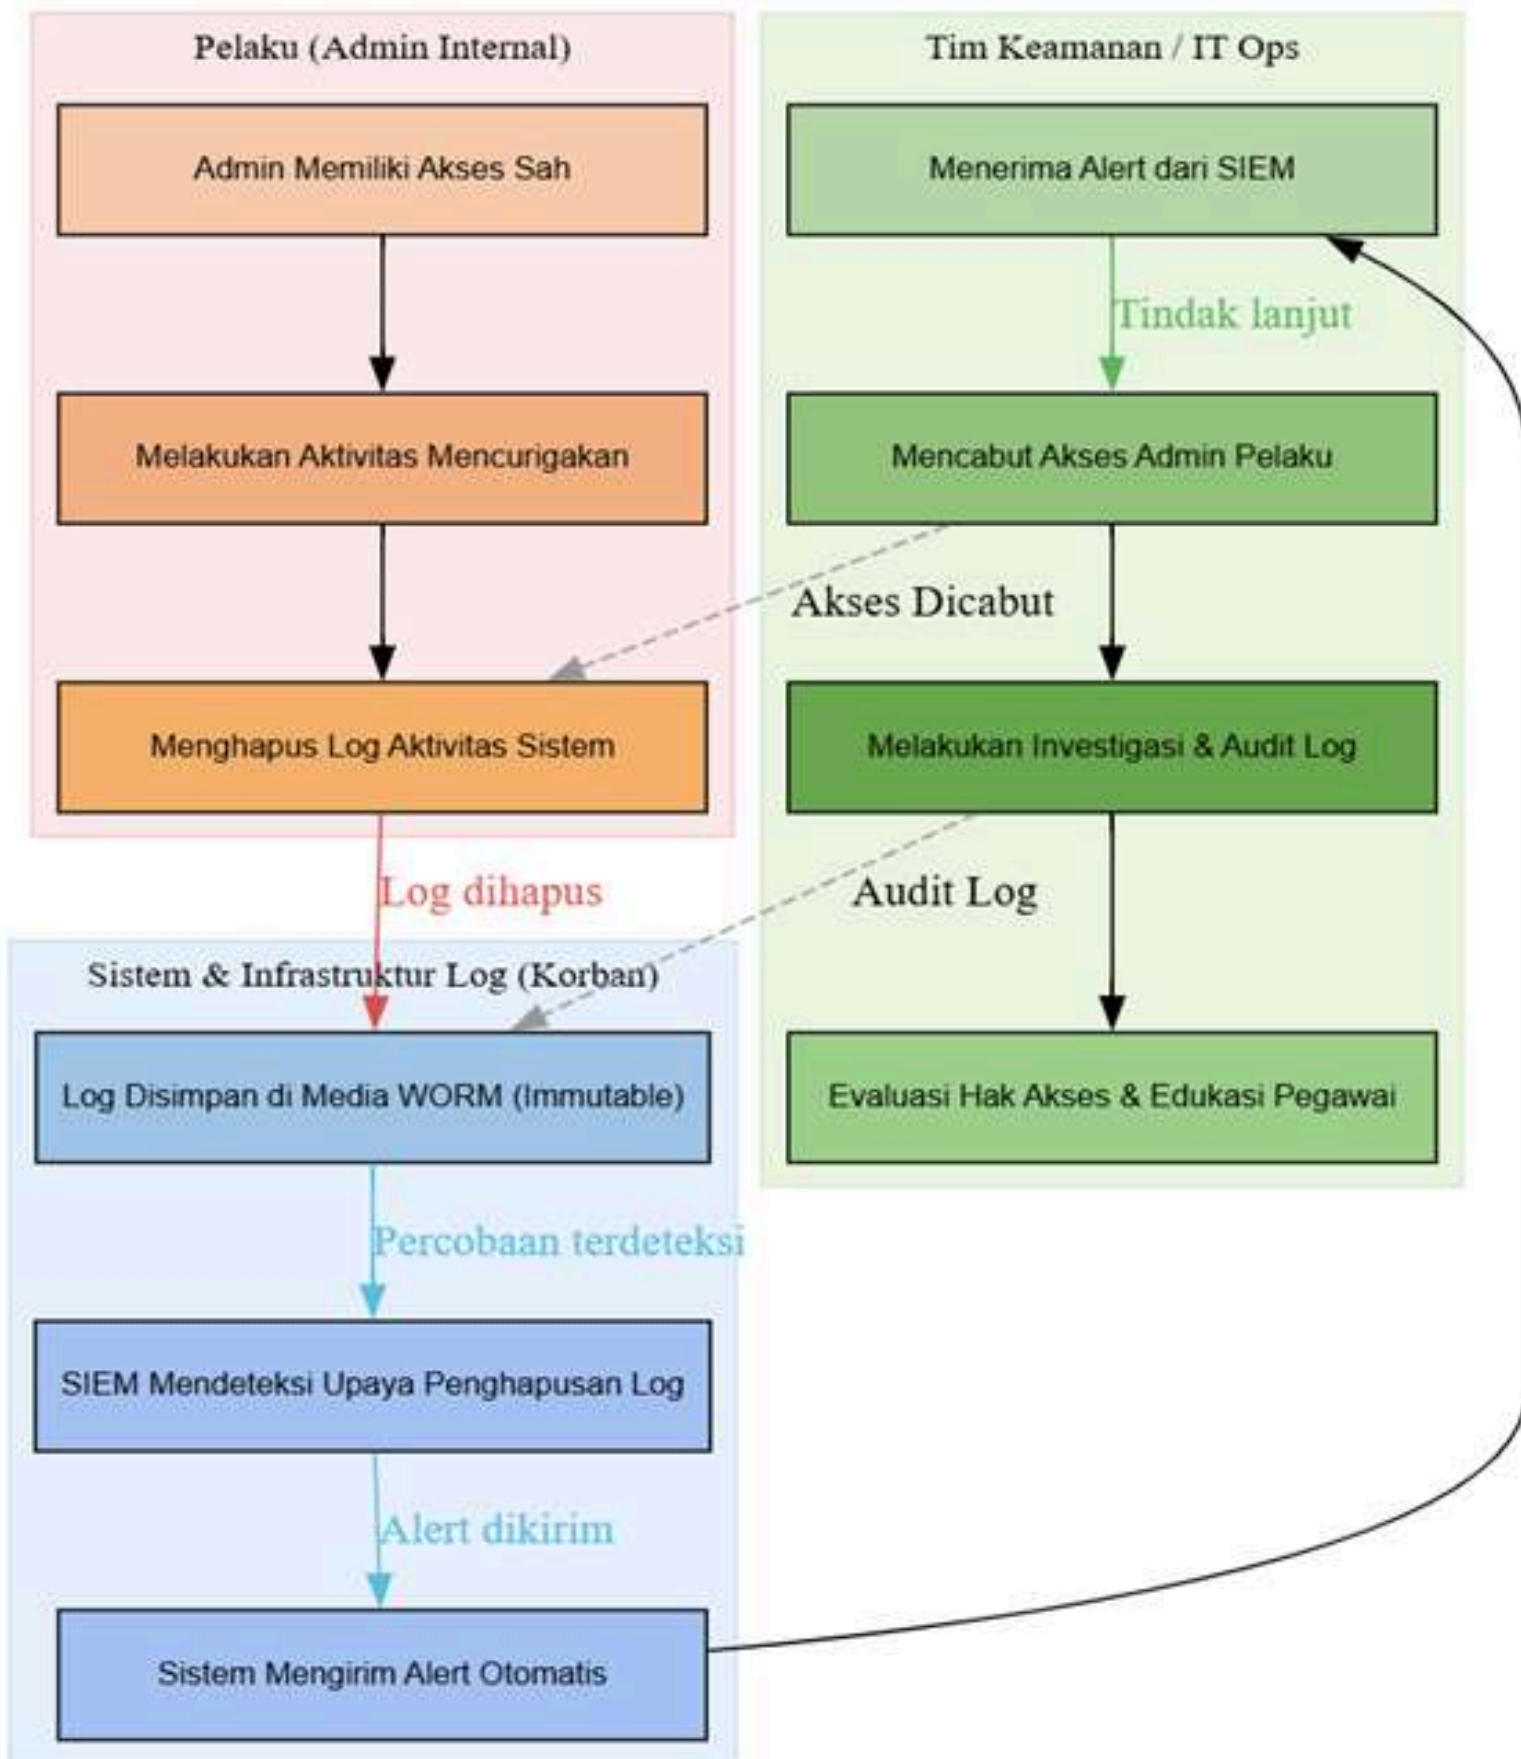 Pelaku (Admin Internal)
Admin Memiliki Akses Sah
Melakukan Aktivitas Mencurigakan
Menghapus Log Aktivitas Sistem
Log dihapus
Sistem & Infrastruktur Log (Korban)
Log Disimpan di Media WORM (Immutable)
Percobaan terdeteksi
SIEM Mendeteksi Upaya Penghapusan Log
Alert dikirim
Sistem Mengirim Alert Otomatis
Tim Keamanan / IT Ops
Menerima Alert dari SIEM
Tindak lanjut
Mencabut Akses Admin Pelaku
Akses Dicabut
Melakukan Investigasi & Audit Log
Audit Log
Evaluasi Hak Akses & Edukasi Pegawai